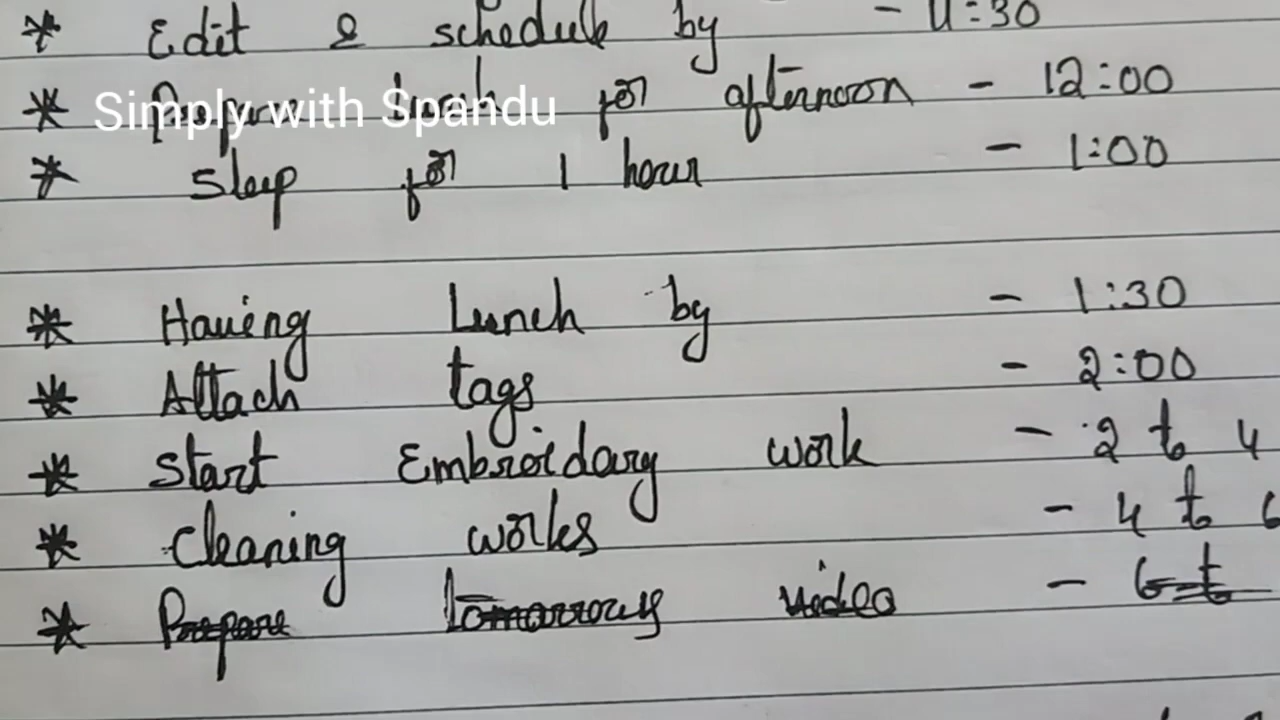 * Edit & schedule by - 11:30
* Prepare lunch for afternoon - 12:00
Simply with Spandu
* Sleep for 1 hour - 1:00
* Having Lunch by - 1:30
* Attach tags - 2:00
* Start Embroidary work - 2 to 4
* Cleaning works - 4 to 6
* Prepare tomorrows video - 6 t